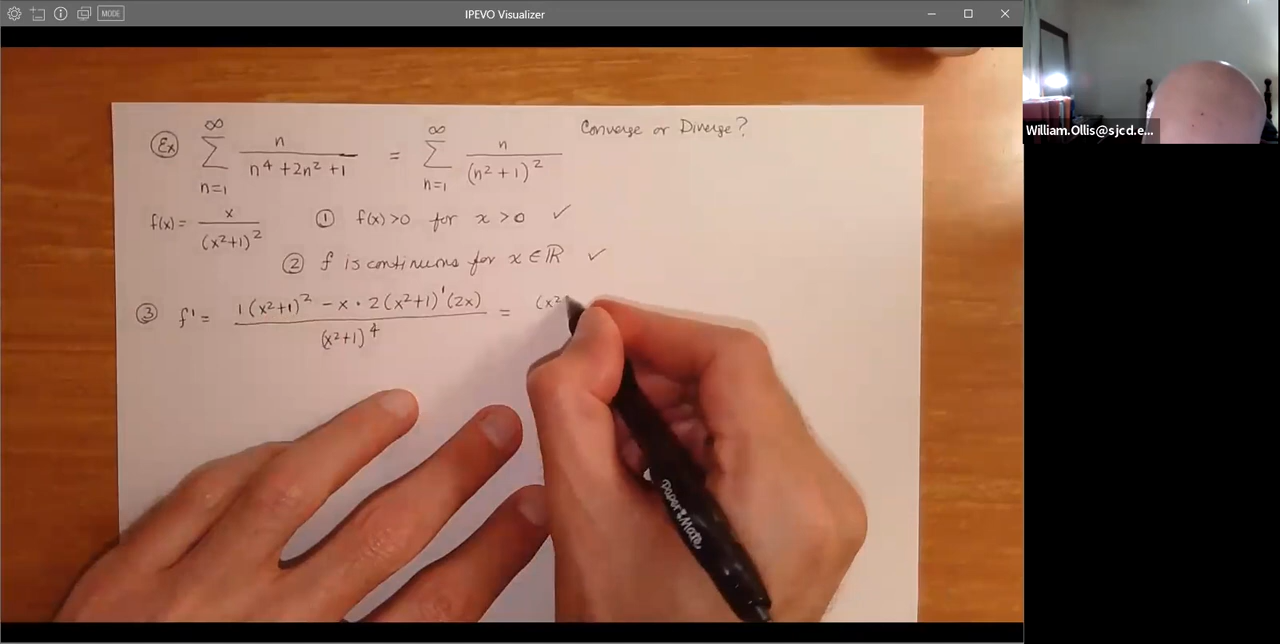 MODE
IPEVO Visualizer
Ex ∞ ∑ n=1 n / n⁴+2n²+1 = ∞ ∑ n=1 n / (n²+1)² Converge or Diverge?
f(x)= x / (x²+1)² ① f(x)>0 for x>0 ✓
② f is continuous for x∈ℝ ✓
③ f' = 1(x²+1)² - x · 2(x²+1)¹(2x) / (x²+1)⁴ = (x²
Paper Mate
William.Ollis@sjcd.e...